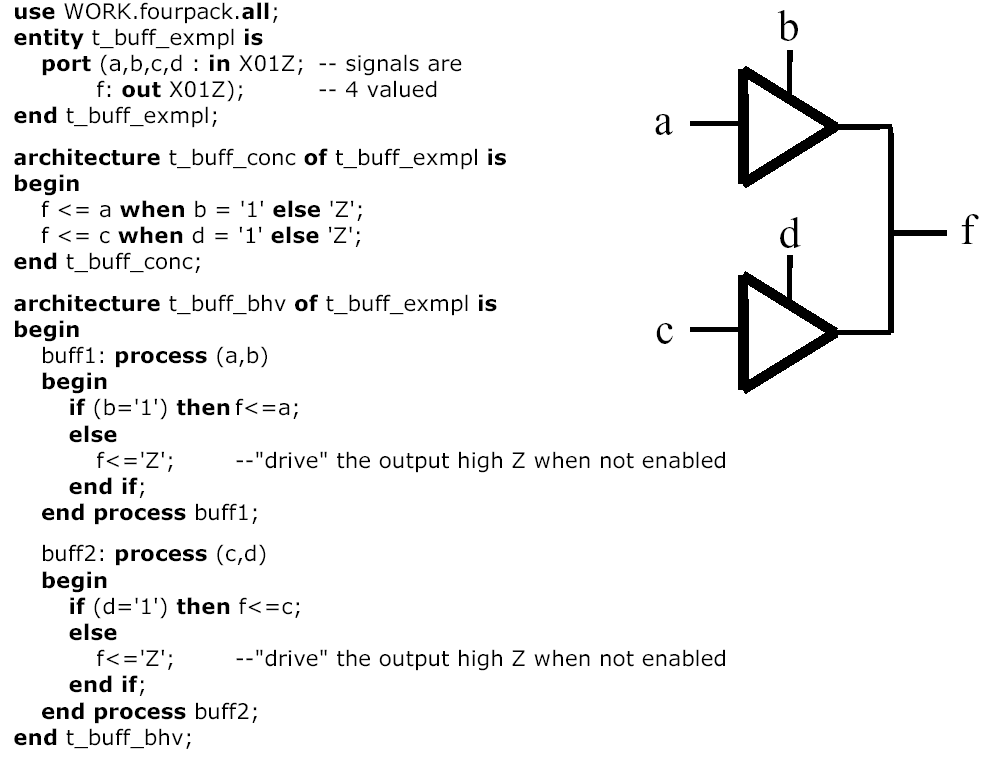 use WORK.fourpack.all;
entity t_buff_exmpl is
port (a,b,c,d : in X01Z; -- signals are
f: out X01Z); -- 4 valued
end t_buff_exmpl;
architecture t_buff_conc of t_buff_exmpl is
begin
f <= a when b = '1' else 'Z';
f <= c when d = '1' else 'Z';
end t_buff_conc;
architecture t_buff_bhv of t_buff_exmpl is
begin
buff1: process (a,b)
begin
if (b='1') then f<=a;
else
f<='Z'; --"drive" the output high Z when not enabled
end if;
end process buff1;
buff2: process (c,d)
begin
if (d='1') then f<=c;
else
f<='Z'; --"drive" the output high Z when not enabled
end if;
end process buff2;
end t_buff_bhv;
b
a
d
f
c